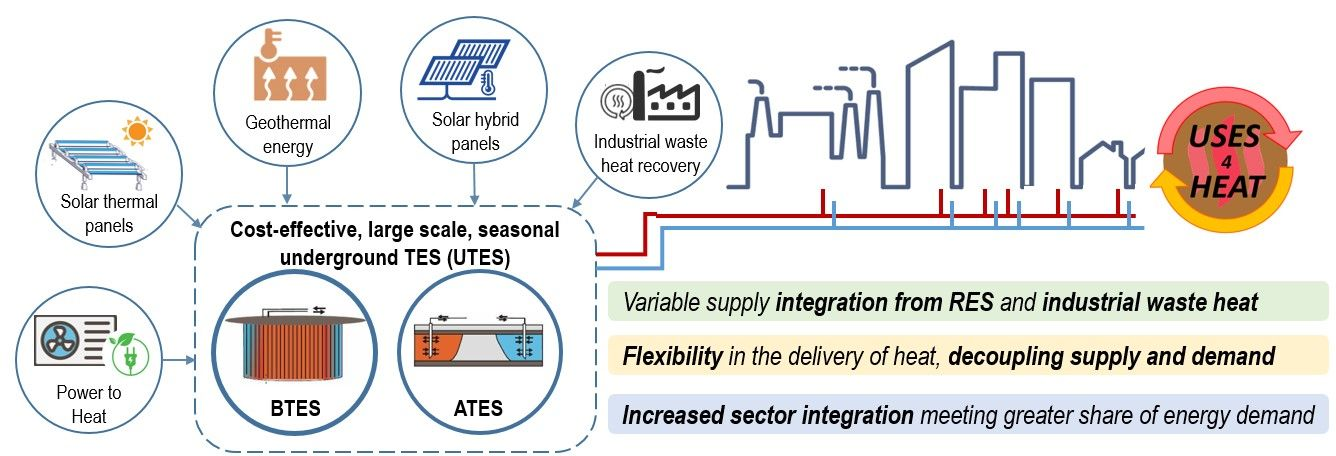 Geothermal
energy
Solar hybrid
panels
Industrial waste
heat recovery
USES
4
HEAT
Solar thermal
panels
Cost-effective, large scale, seasonal
underground TES (UTES)
BTES
ATES
Power to
Heat
Variable supply integration from RES and industrial waste heat
Flexibility in the delivery of heat, decoupling supply and demand
Increased sector integration meeting greater share of energy demand